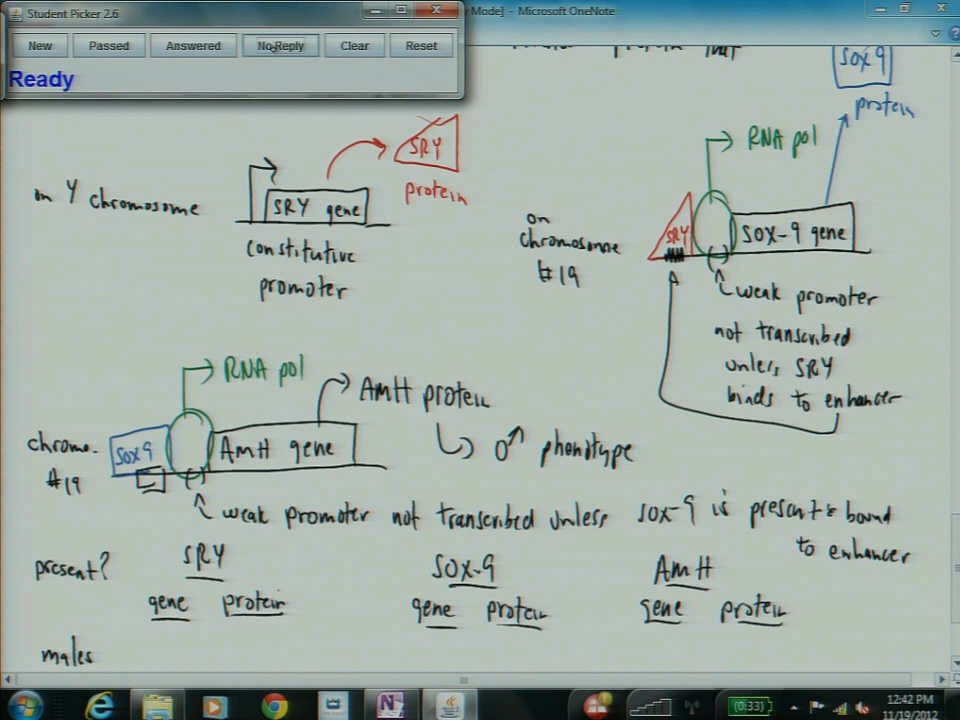 Student Picker 2.6
Mode] - Microsoft OneNote
New Passed Answered NoReply Clear Reset
Ready
protein that
SOX 9
protein
RNA pol
SRY
protein
on Y chromosome
SRY gene
constitutive
promoter
on
chromosome
#19
SRY
SOX-9 gene
weak promoter
not transcribed
unless SRY
binds to enhancer
RNA pol
AmH protein
chromo.
#19
SOX9
AmH gene
♂ phenotype
weak promoter not transcribed unless SOX-9 is present & bound
to enhancer
present?
SRY
gene protein
SOX-9
gene protein
AmH
gene protein
males
(0:33)
12:42 PM
11/19/2012